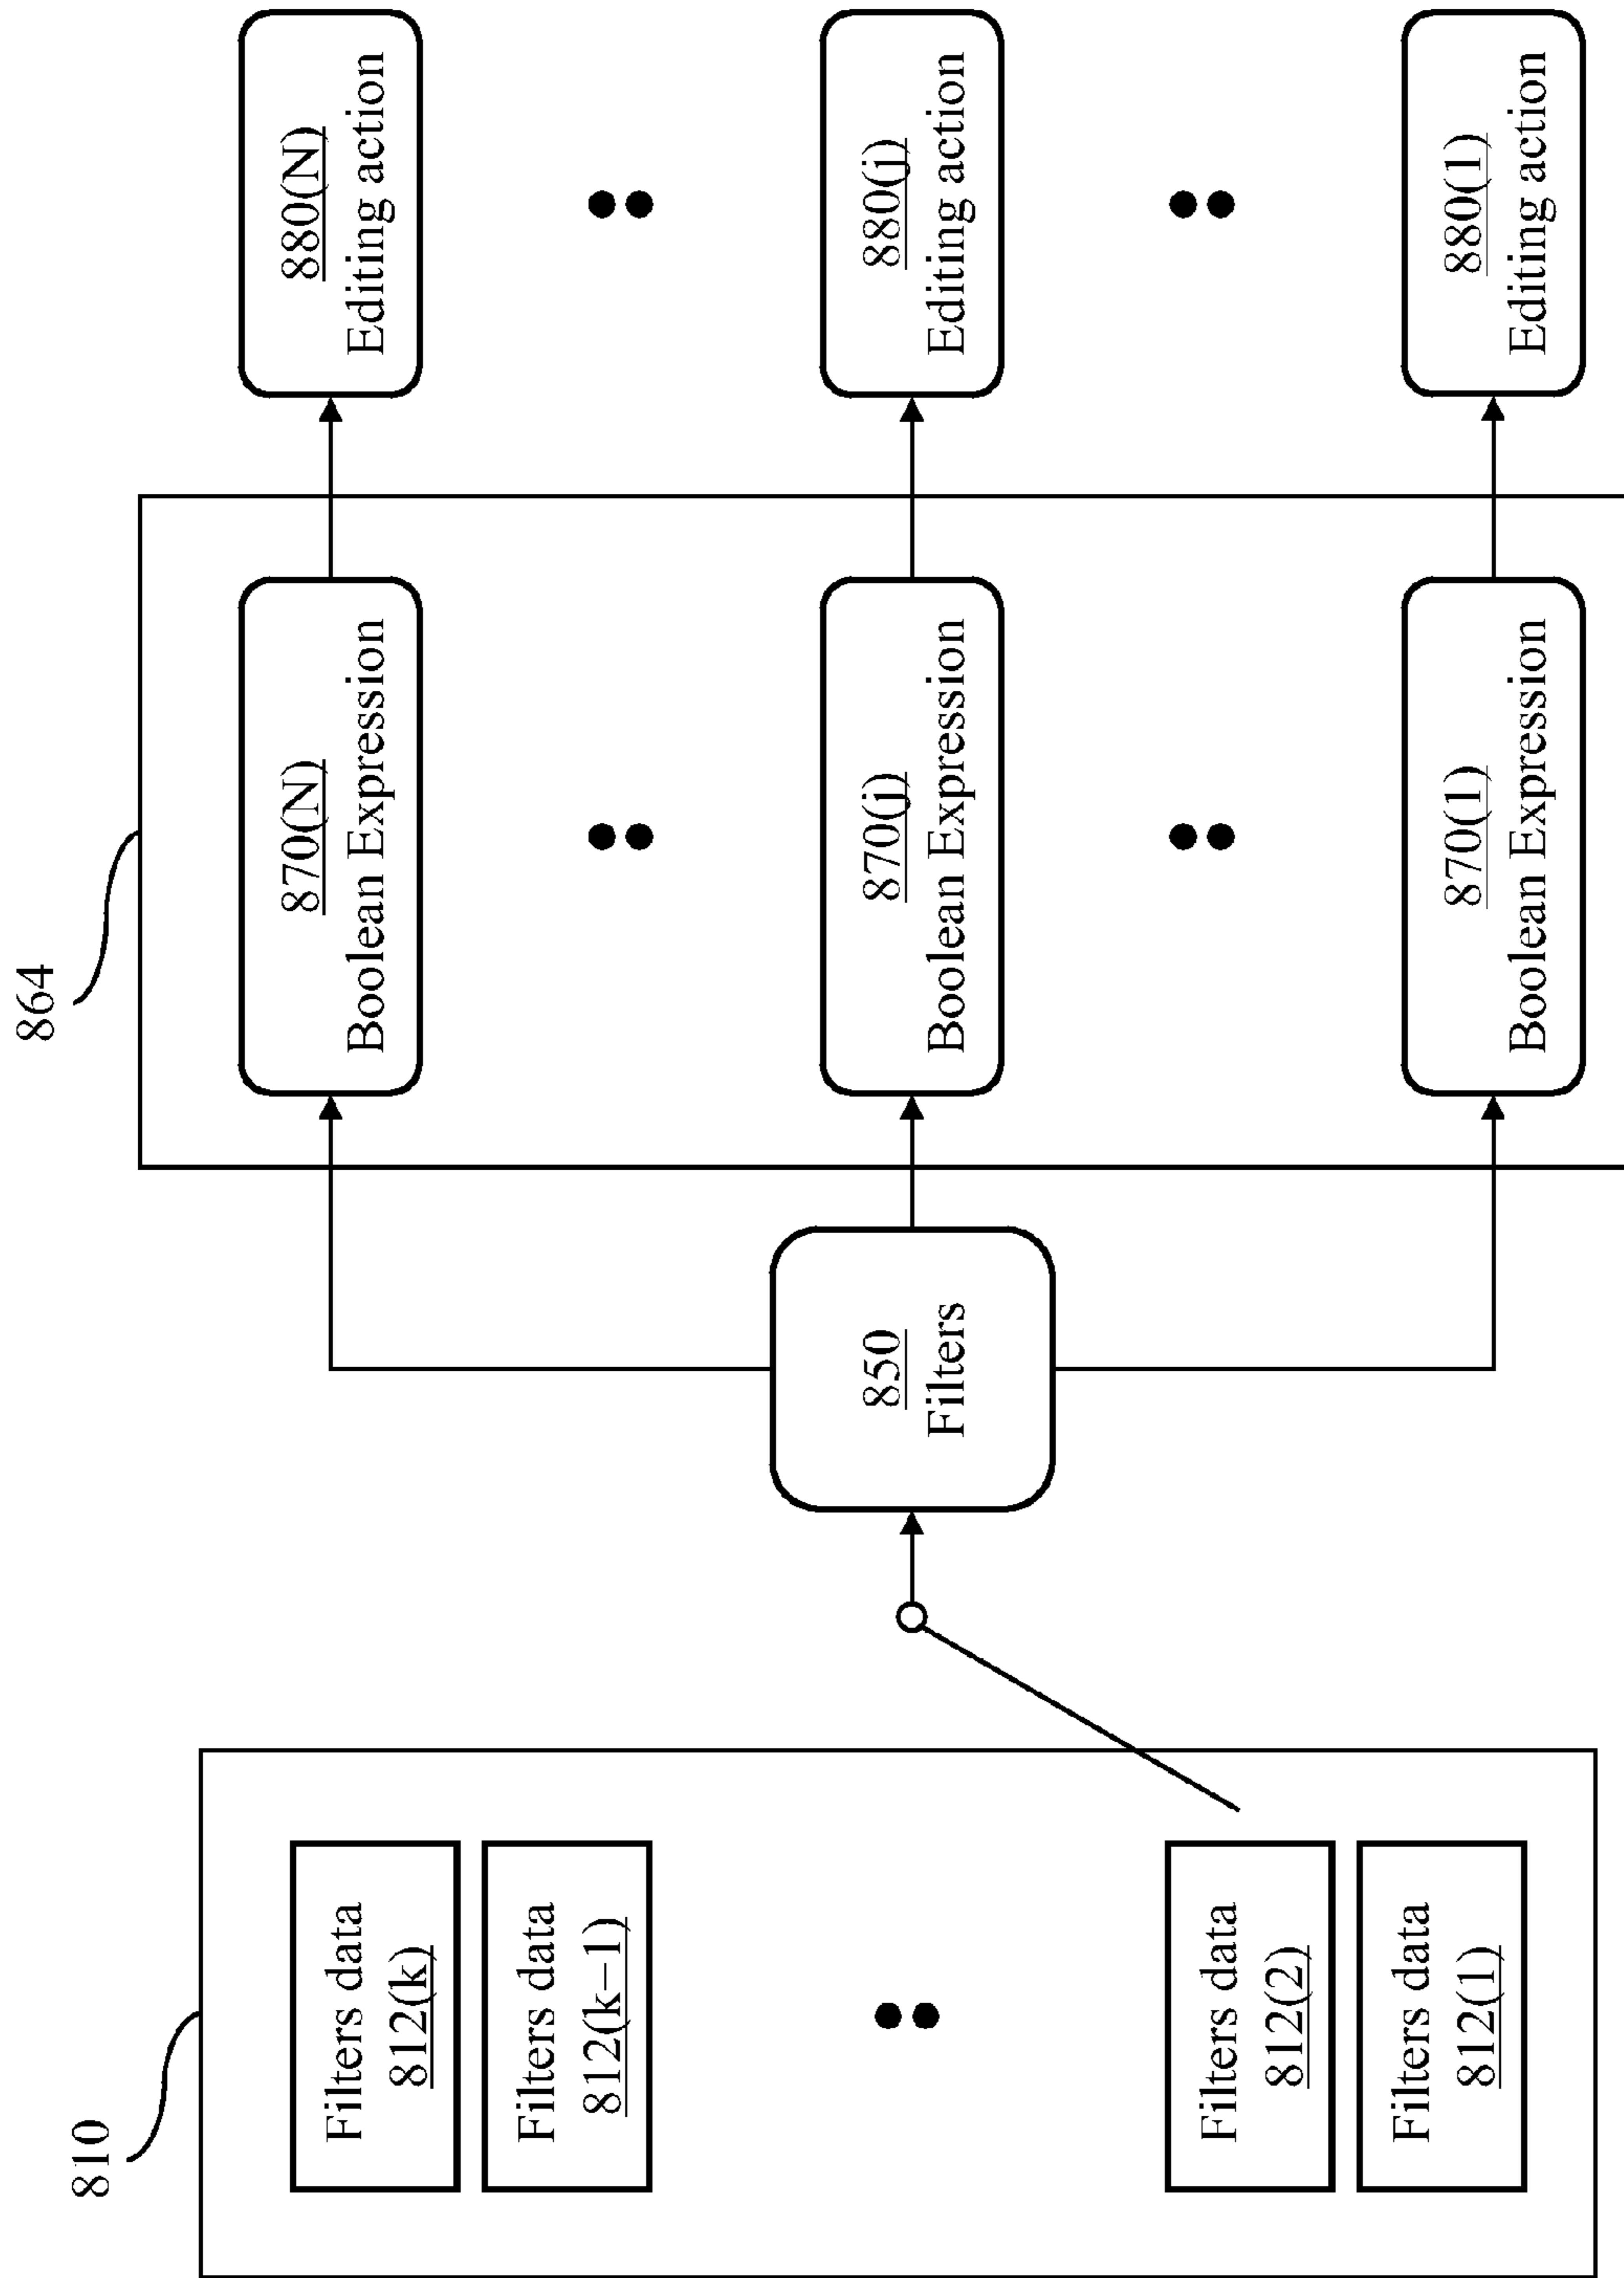 810
Filters data
812(k)
Filters data
812(k−1)
Filters data
812(2)
Filters data
812(1)
850
Filters
864
870(N)
Boolean Expression
870(j)
Boolean Expression
870(1)
Boolean Expression
880(N)
Editing action
880(j)
Editing action
880(1)
Editing action